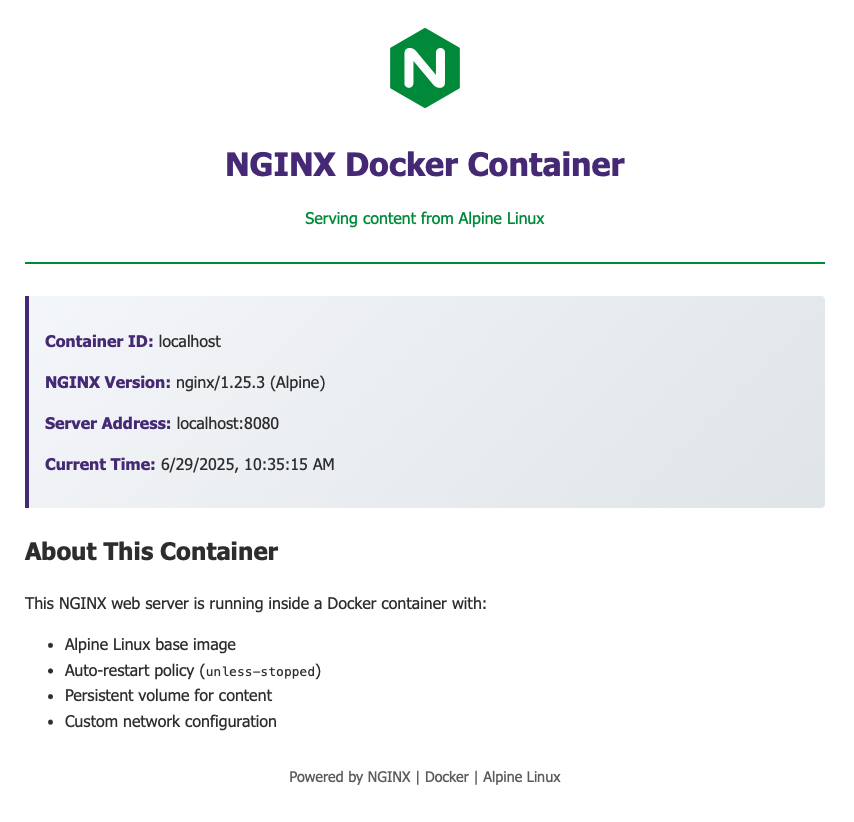 N
NGINX Docker Container
Serving content from Alpine Linux
Container ID: localhost
NGINX Version: nginx/1.25.3 (Alpine)
Server Address: localhost:8080
Current Time: 6/29/2025, 10:35:15 AM
About This Container
This NGINX web server is running inside a Docker container with:
• Alpine Linux base image
• Auto-restart policy (unless-stopped)
• Persistent volume for content
• Custom network configuration
Powered by NGINX | Docker | Alpine Linux